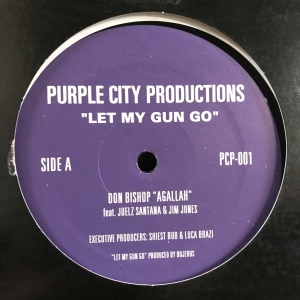 PURPLE CITY PRODUCTIONS
"LET MY GUN GO"
SIDE A PCP-001
DON BISHOP "AGALLAH"
feat. JUELZ SANTANA & JIM JONES
EXECUTIVE PRODUCERS: SHIEST BUB & LUCA BRAZI
"LET MY GUN GO" PRODUCED BY DOJEOUS